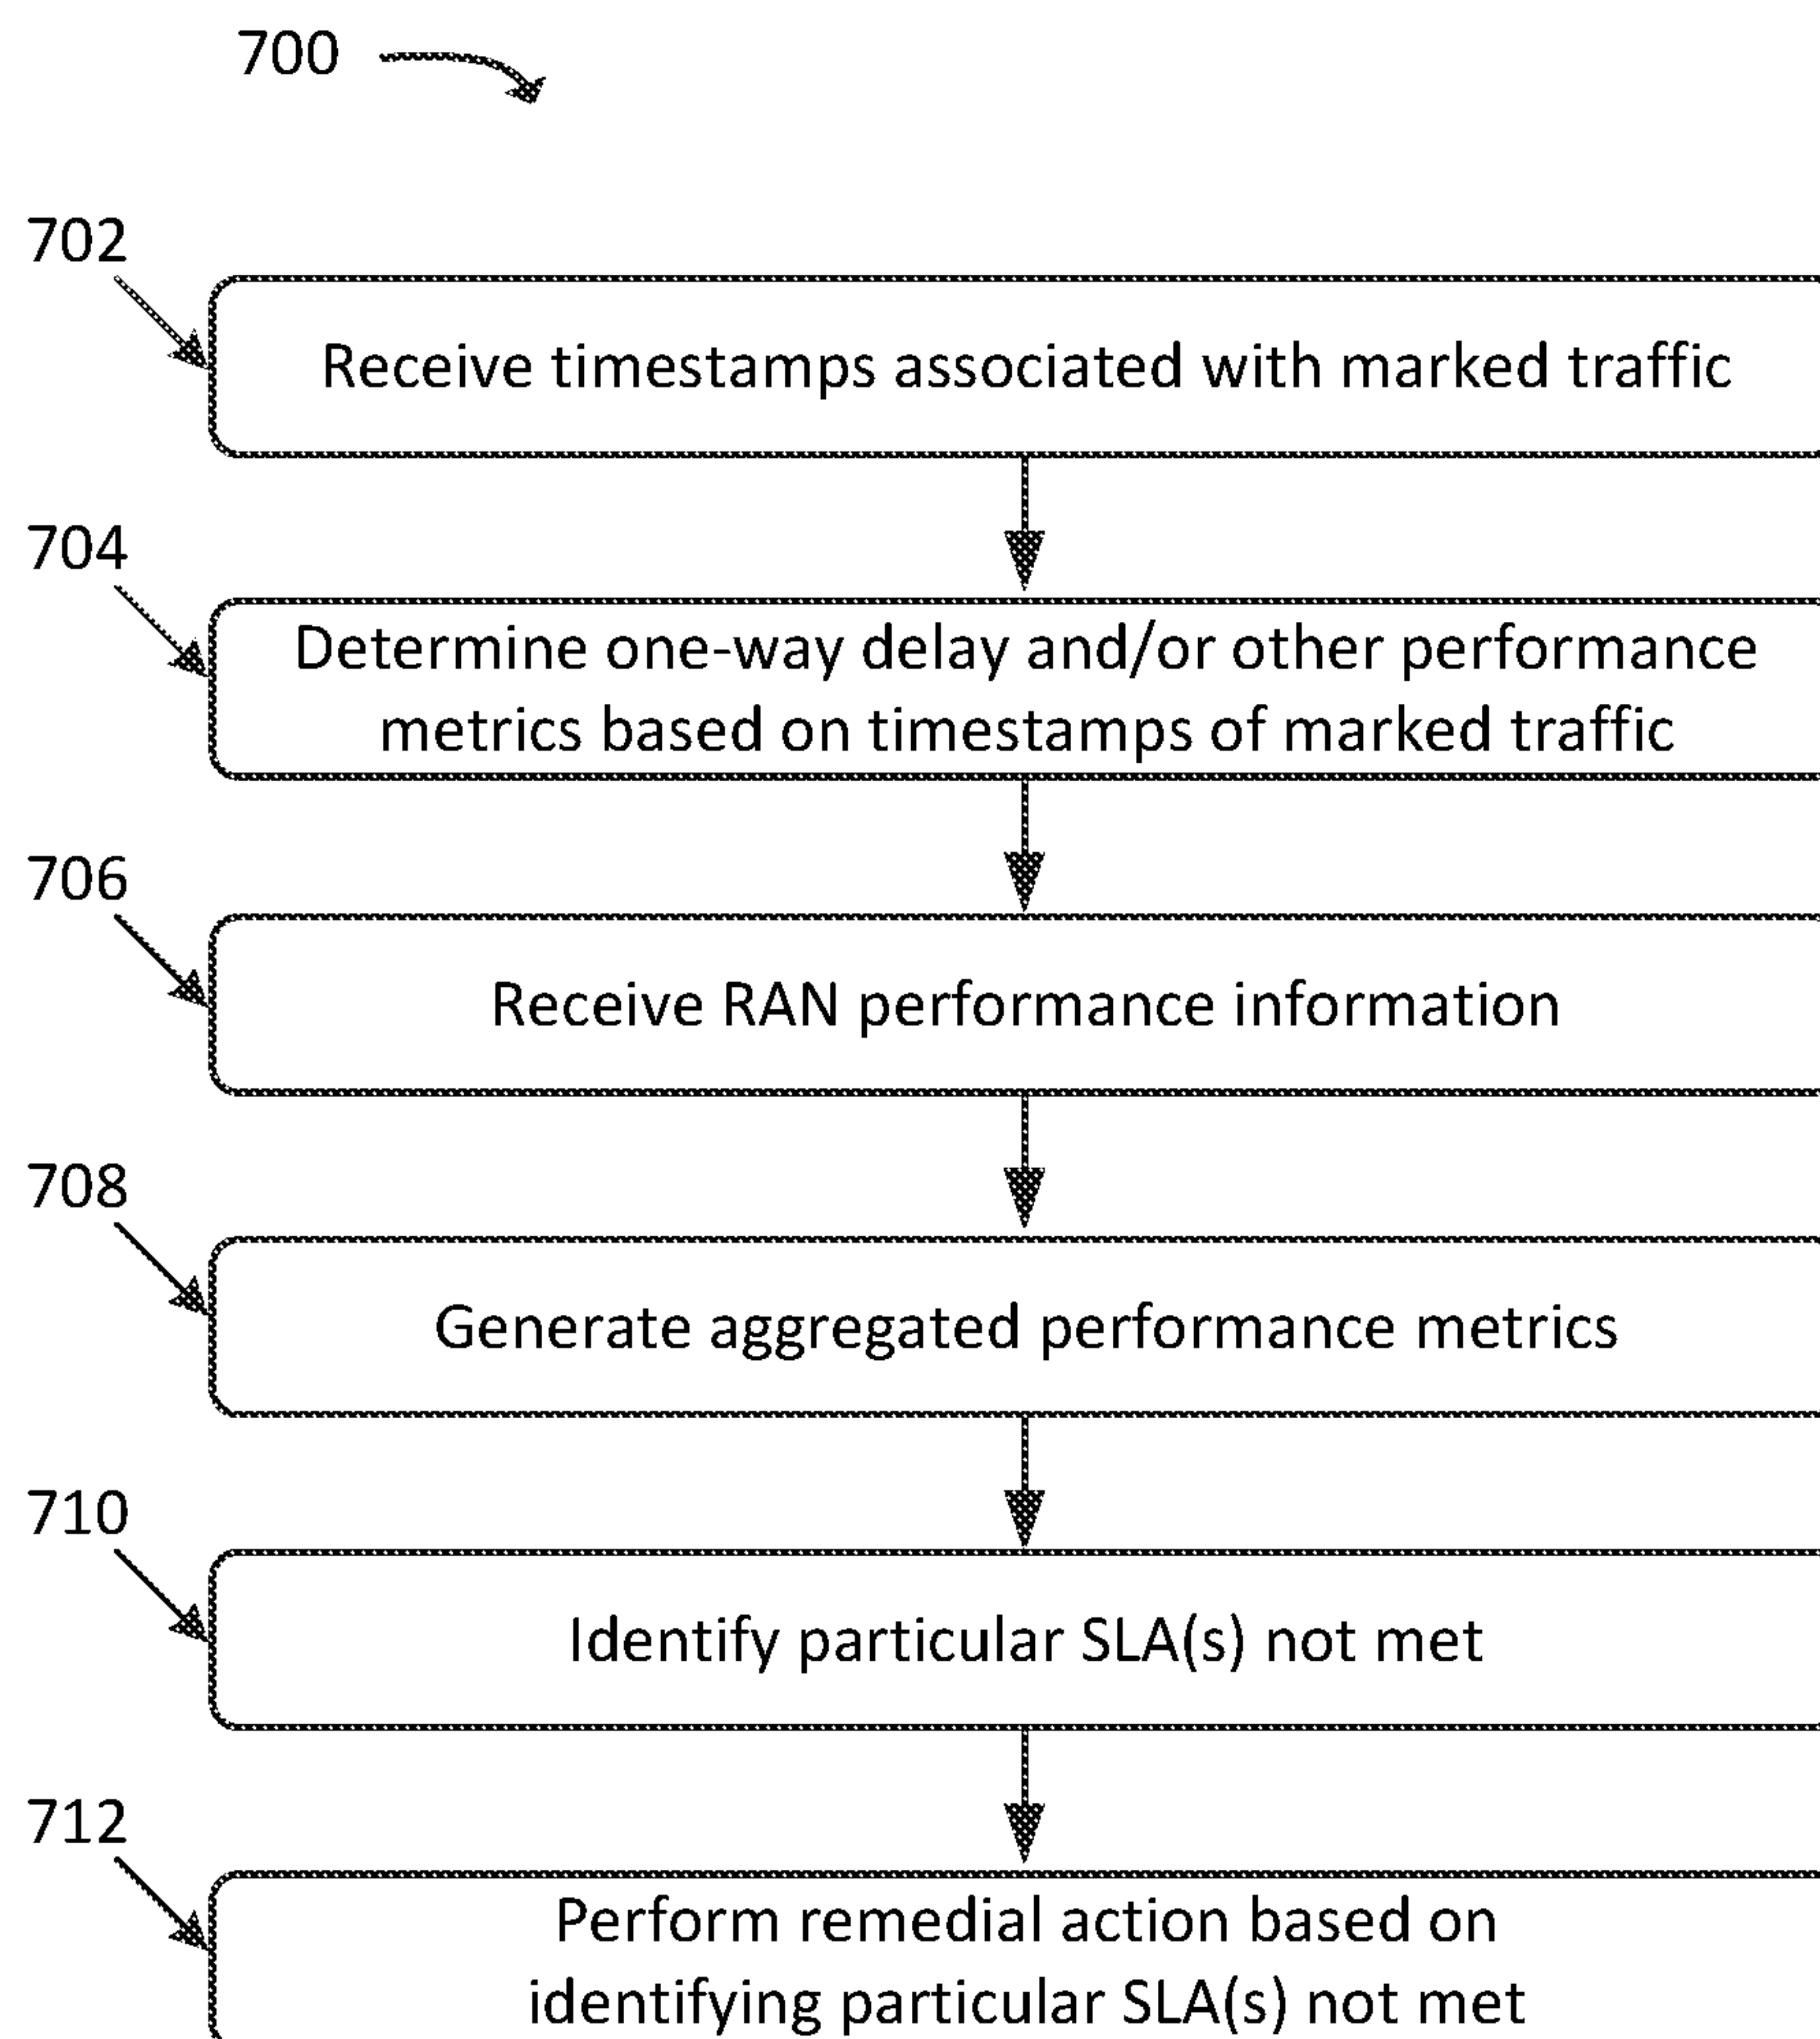 700
702
Receive timestamps associated with marked traffic
704
Determine one-way delay and/or other performance
metrics based on timestamps of marked traffic
706
Receive RAN performance information
708
Generate aggregated performance metrics
710
Identify particular SLA(s) not met
712
Perform remedial action based on
identifying particular SLA(s) not met